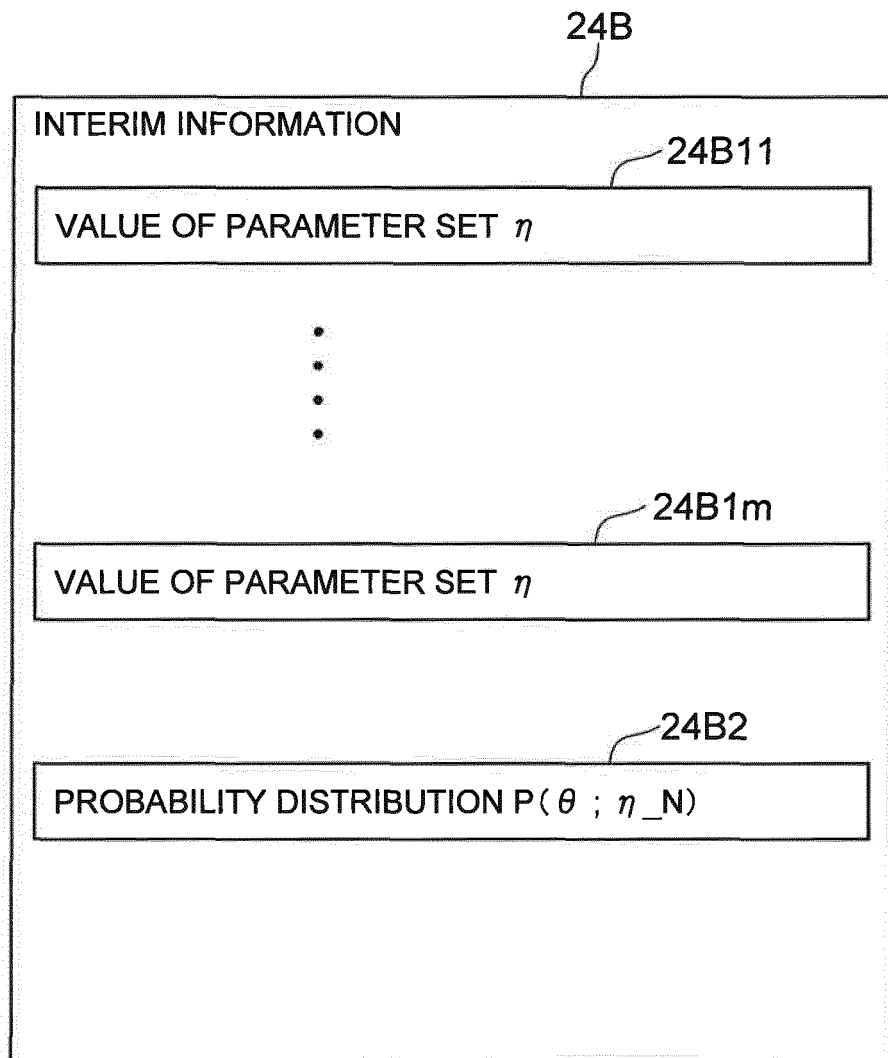 24B
INTERIM INFORMATION
24B11
VALUE OF PARAMETER SET η
24B1m
VALUE OF PARAMETER SET η
24B2
PROBABILITY DISTRIBUTION P(θ ; η_N)